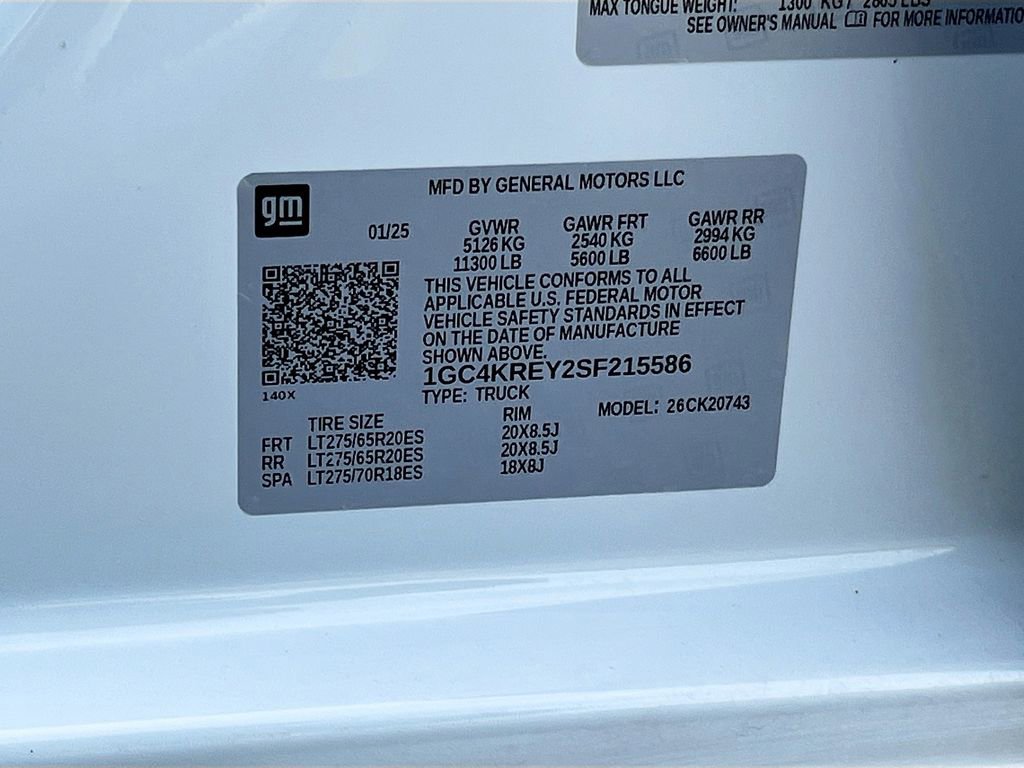 MAX TONGUE WEIGHT: 1300 KG / 2865 LBS
SEE OWNER'S MANUAL FOR MORE INFORMATIO
gm
MFD BY GENERAL MOTORS LLC
01/25 GVWR GAWR FRT GAWR RR
5126 KG 2540 KG 2994 KG
11300 LB 5600 LB 6600 LB
THIS VEHICLE CONFORMS TO ALL
APPLICABLE U.S. FEDERAL MOTOR
VEHICLE SAFETY STANDARDS IN EFFECT
ON THE DATE OF MANUFACTURE
SHOWN ABOVE.
1GC4KREY2SF215586
140X
TYPE: TRUCK
MODEL: 26CK20743
TIRE SIZE RIM
FRT LT275/65R20ES 20X8.5J
RR LT275/65R20ES 20X8.5J
SPA LT275/70R18ES 18X8J